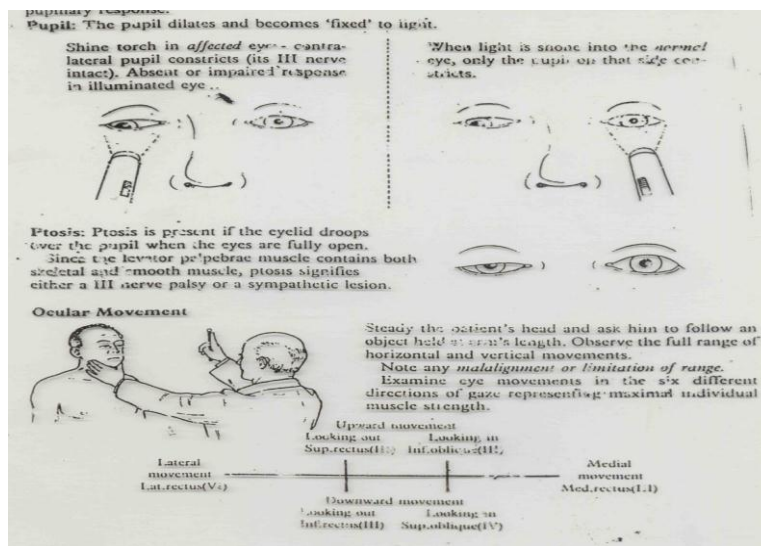 pupillary response.
Pupil: The pupil dilates and becomes 'fixed' to light.
Shine torch in affected eye - contra-
lateral pupil constricts (its III nerve
intact). Absent or impaired response
in illuminated eye
When light is shone into the normal
eye, only the pupil on that side con-
stricts.
Ptosis: Ptosis is present if the eyelid droops
over the pupil when the eyes are fully open.
Since the levator palpebrae muscle contains both
skeletal and smooth muscle, ptosis signifies
either a III nerve palsy or a sympathetic lesion.
Ocular Movement
Steady the patient's head and ask him to follow an
object held at arm's length. Observe the full range of
horizontal and vertical movements.
Note any malalignment or limitation of range.
Examine eye movements in the six different
directions of gaze representing maximal individual
muscle strength.
Upward movement
Looking out Looking in
Sup.rectus(III) Inf.oblique(III)
Lateral
movement
Lat.rectus(VI)
Medial
movement
Med.rectus(III)
Downward movement
Looking out Looking in
Inf.rectus(III) Sup.oblique(IV)